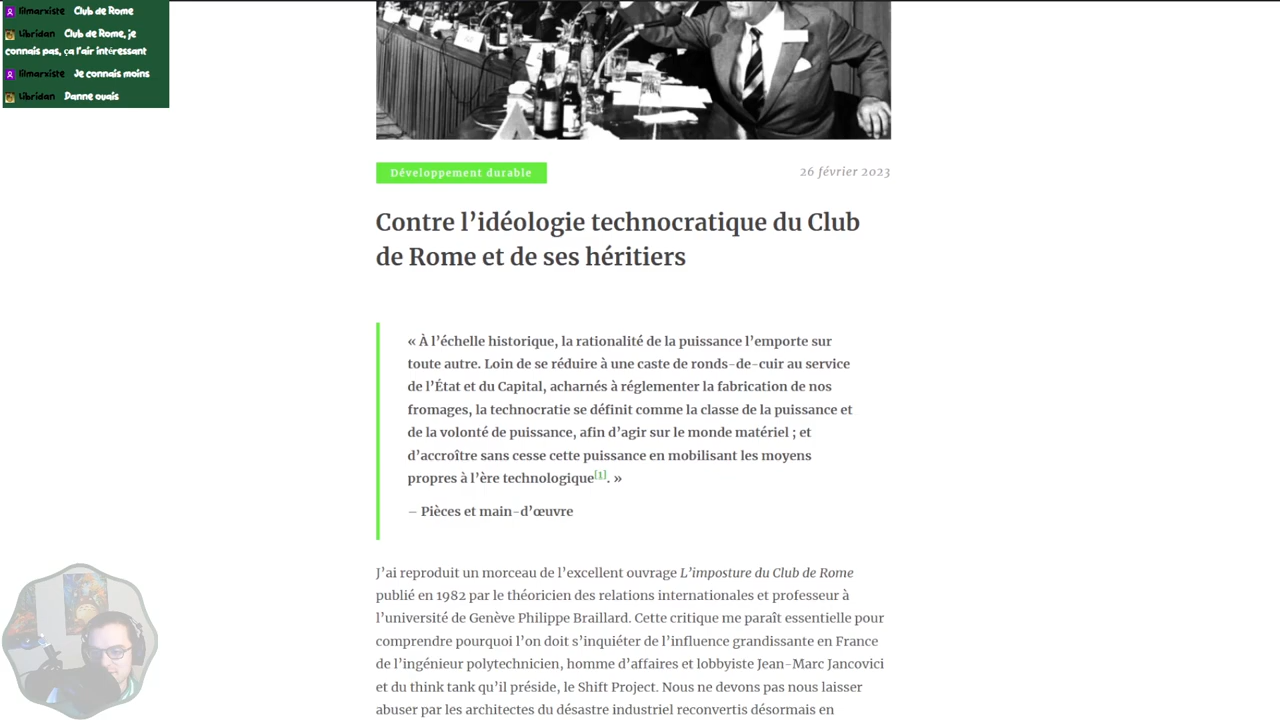 filmarxiste Club de Rome
Libridan Club de Rome, je
connais pas, ça l'air intéressant
filmarxiste Je connais moins
Libridan Danne ouais
Développement durable
26 février 2023
Contre l'idéologie technocratique du Club
de Rome et de ses héritiers
« À l'échelle historique, la rationalité de la puissance l'emporte sur
toute autre. Loin de se réduire à une caste de ronds-de-cuir au service
de l'État et du Capital, acharnés à réglementer la fabrication de nos
fromages, la technocratie se définit comme la classe de la puissance et
de la volonté de puissance, afin d'agir sur le monde matériel ; et
d'accroître sans cesse cette puissance en mobilisant les moyens
propres à l'ère technologique[1]. »
– Pièces et main-d'œuvre
J'ai reproduit un morceau de l'excellent ouvrage L'imposture du Club de Rome
publié en 1982 par le théoricien des relations internationales et professeur à
l'université de Genève Philippe Braillard. Cette critique me paraît essentielle pour
comprendre pourquoi l'on doit s'inquiéter de l'influence grandissante en France
de l'ingénieur polytechnicien, homme d'affaires et lobbyiste Jean-Marc Jancovici
et du think tank qu'il préside, le Shift Project. Nous ne devons pas nous laisser
abuser par les architectes du désastre industriel reconvertis désormais en